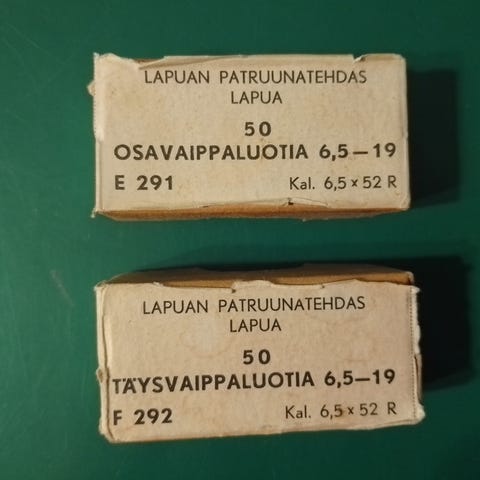 LAPUAN PATRUUNATEHDAS
LAPUA
50
OSAVAIPPALUOTIA 6,5—19
E 291 Kal. 6,5 x 52 R
LAPUAN PATRUUNATEHDAS
LAPUA
50
TÄYSVAIPPALUOTIA 6,5—19
F 292 Kal. 6,5 x 52 R